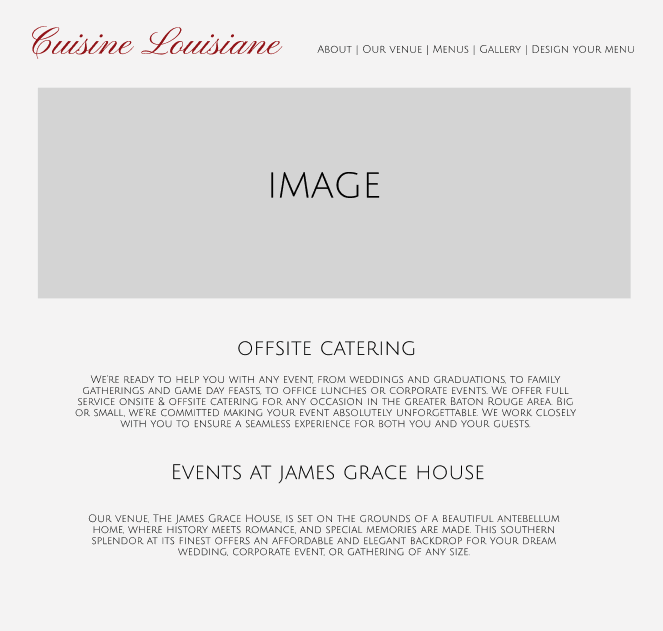 Cuisine Louisiane
About | Our venue | Menus | Gallery | Design your menu
IMAGE
offsite catering
We're ready to help you with any event, from weddings and graduations, to family
gatherings and game day feasts, to office lunches or corporate events. We offer full
service onsite & offsite catering for any occasion in the greater Baton Rouge area. Big
or small, we're committed making your event absolutely unforgettable. We work closely
with you to ensure a seamless experience for both you and your guests.
Events at James Grace House
Our venue, The James Grace House, is set on the grounds of a beautiful antebellum
home, where history meets romance, and special memories are made. This southern
splendor at its finest offers an affordable and elegant backdrop for your dream
wedding, corporate event, or gathering of any size.